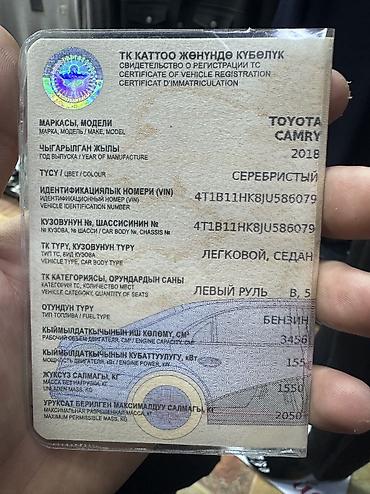 ТК КАТТОО ЖӨНҮНДӨ КҮБӨЛҮК
СВИДЕТЕЛЬСТВО О РЕГИСТРАЦИИ ТС
CERTIFICATE OF VEHICLE REGISTRATION
CERTIFICAT D'IMMATRICULATION
МАРКАСЫ, МОДЕЛИ
МАРКА, МОДЕЛЬ / MAKE, MODEL
TOYOTA
CAMRY
ЧЫГАРЫЛГАН ЖЫЛЫ
ГОД ВЫПУСКА / YEAR OF MANUFACTURE
2018
ТҮСҮ / ЦВЕТ / COLOUR
СЕРЕБРИСТЫЙ
ИДЕНТИФИКАЦИЯЛЫК НОМЕРИ (VIN)
ИДЕНТИФИКАЦИОННЫЙ НОМЕР (VIN)
VEHICLE IDENTIFICATION NUMBER
4T1B11HK8JU586079
КУЗОВУНУН №, ШАССИСИНИН №
№ КУЗОВА, № ШАССИ / CAR BODY №, CHASSIS №
4T1B11HK8JU586079
ТК ТҮРҮ, КУЗОВУНУН ТҮРҮ
ТИП ТС, ВИД КУЗОВА
VEHICLE TYPE, CAR BODY TYPE
ЛЕГКОВОЙ, СЕДАН
ТК КАТЕГОРИЯСЫ, ОРУНДАРДЫН САНЫ
КАТЕГОРИЯ ТС, КОЛИЧЕСТВО МЕСТ
VEHICLE CATEGORY, QUANTITY OF SEATS
ЛЕВЫЙ РУЛЬ B, 5
ОТУНДУН ТҮРҮ
ТИП ТОПЛИВА / FUEL TYPE
БЕНЗИН
КЫЙМЫЛДАТКЫЧЫНЫН ИШ КӨЛӨМҮ, СМ³
РАБОЧИЙ ОБЪЕМ ДВИГАТЕЛЯ, СМ³ / ENGINE CAPACITY, CM³
3456
КЫЙМЫЛДАТКЫЧЫНЫН КУБАТТУУЛУГУ, кВт
МОЩНОСТЬ ДВИГАТЕЛЯ, кВт / ENGINE POWER, kW
155
ЖҮКСҮЗ САЛМАГЫ, КГ
МАССА БЕЗ НАГРУЗКИ, КГ
UNLADEN MASS, KG
1550
УРУКСАТ БЕРИЛГЕН МАКСИМАЛДУУ САЛМАГЫ, КГ
МАКСИМАЛЬНАЯ РАЗРЕШЕННАЯ МАССА, КГ
MAXIMUM PERMISSIBLE MASS, KG
2050